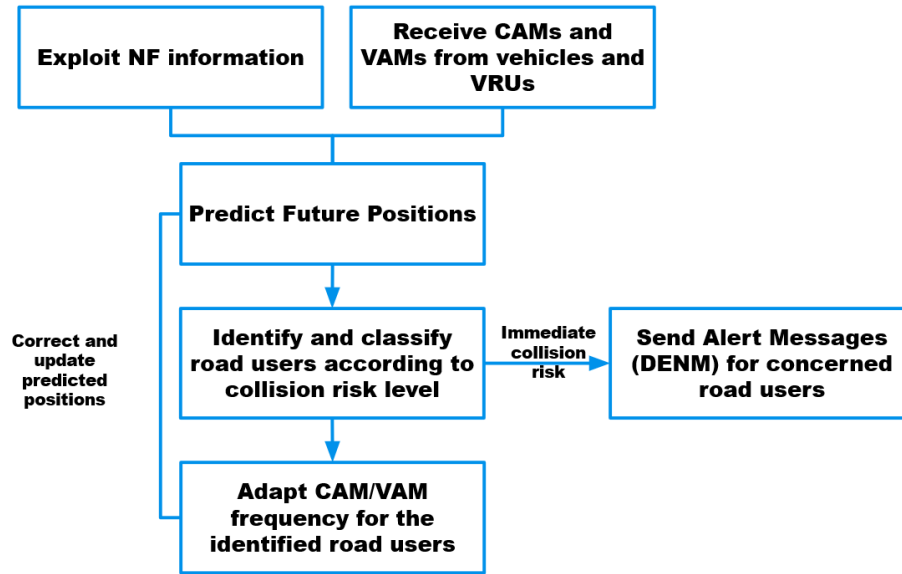 Exploit NF information
Receive CAMs and
VAMs from vehicles and
VRUs
Predict Future Positions
Correct and
update
predicted
positions
Identify and classify
road users according to
collision risk level
Immediate
collision
risk
Send Alert Messages
(DENM) for concerned
road users
Adapt CAM/VAM
frequency for the
identified road users